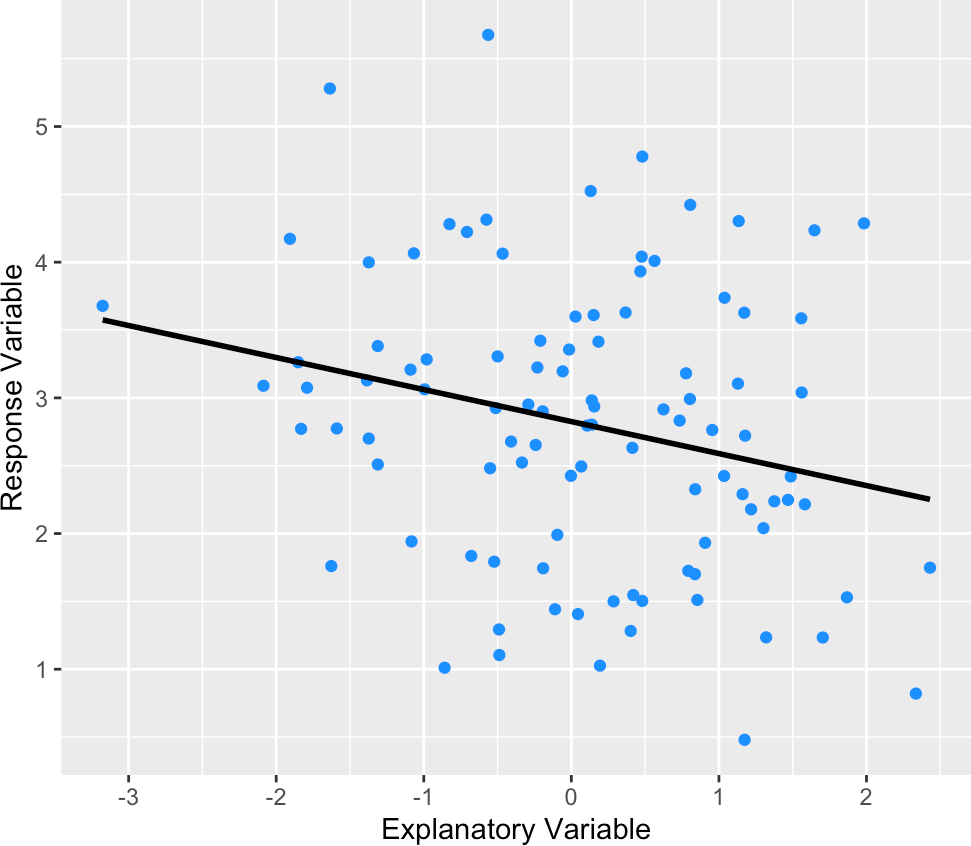 Response Variable
5
4
3
2
1
-3 -2 -1 0 1 2
Explanatory Variable